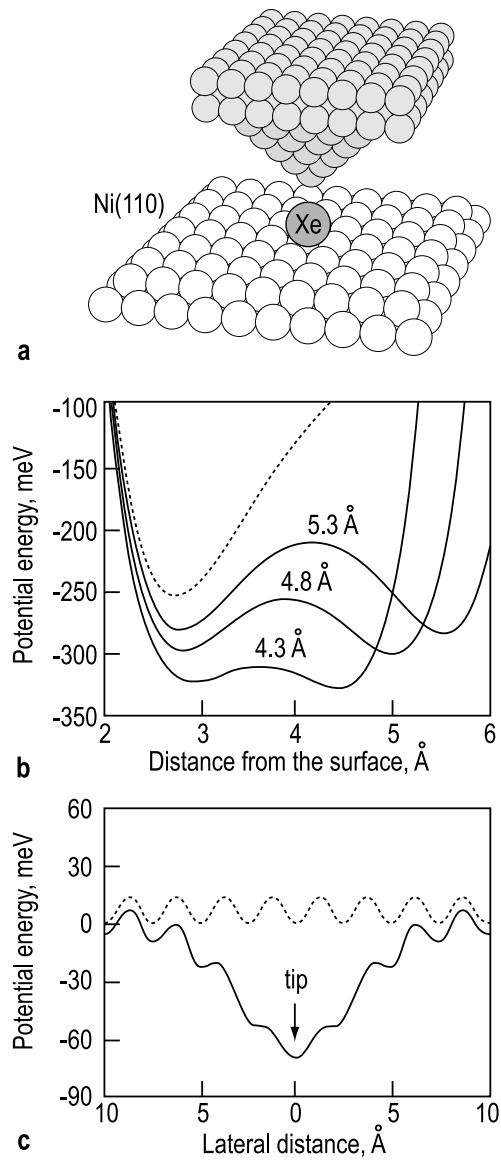 Ni(110)
Xe
a
Potential energy, meV
-100
-150
-200
-250
-300
-350
5.3 Å
4.8 Å
4.3 Å
2 3 4 5 6
Distance from the surface, Å
b
Potential energy, meV
60
30
0
-30
-60
-90
tip
10 5 0 5 10
Lateral distance, Å
c